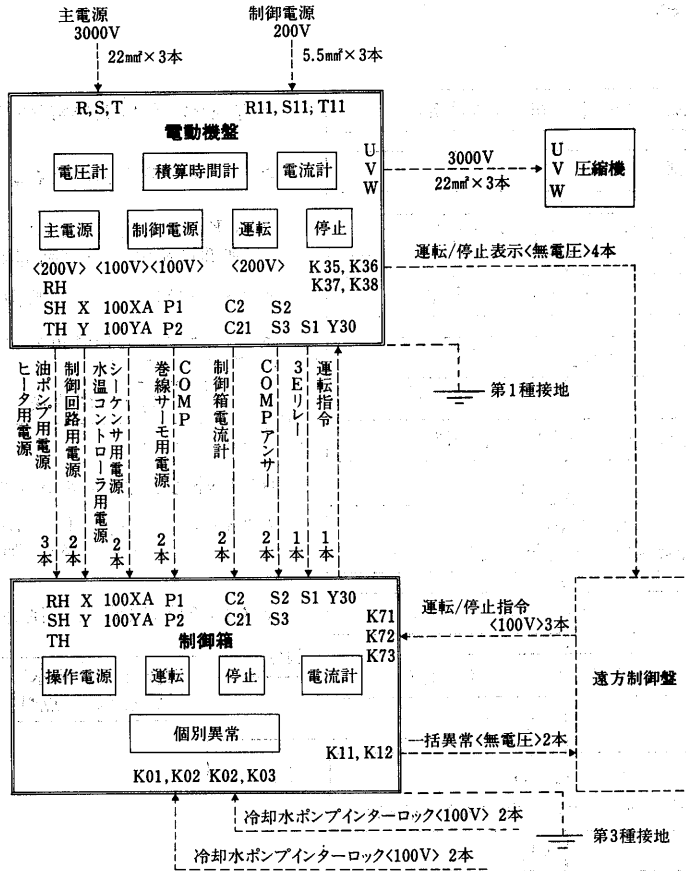 主電源
3000V
22mm²×3本
制御電源
200V
5.5mm²×3本
R,S,T
R11, S11, T11
電動機盤
電圧計
積算時間計
電流計
U
V
W
3000V
22mm²×3本
U
V
W
圧縮機
主電源
制御電源
運転
停止
運転/停止表示<無電圧>4本
<200V> <100V><100V> <200V>
K35, K36
K37, K38
RH
SH X 100XA P1 C2 S2
TH Y 100YA P2 C21 S3 S1 Y30
第1種接地
油ポンプ用電源
ヒータ用電源
制御回路用電源
シーケンサ用電源
水温コントローラ用電源
COMP
巻線サーモ用電源
制御箱電流計
COMPアンサー
3Eリレー
運転指令
3本
2本
2本
2本
2本
2本
1本
1本
RH X 100XA P1 C2 S2 S1 Y30
SH Y 100YA P2 C21 S3
TH
制御箱
K71
K72
K73
運転/停止指令
<100V>3本
遠方制御盤
操作電源
運転
停止
電流計
個別異常
K11, K12
一括異常<無電圧>2本
K01, K02 K02, K03
冷却水ポンプインターロック<100V> 2本
第3種接地
冷却水ポンプインターロック<100V> 2本